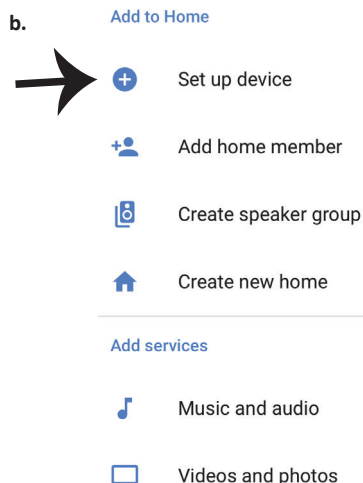 b.
Add to Home
Set up device
Add home member
Create speaker group
Create new home
Add services
Music and audio
Videos and photos